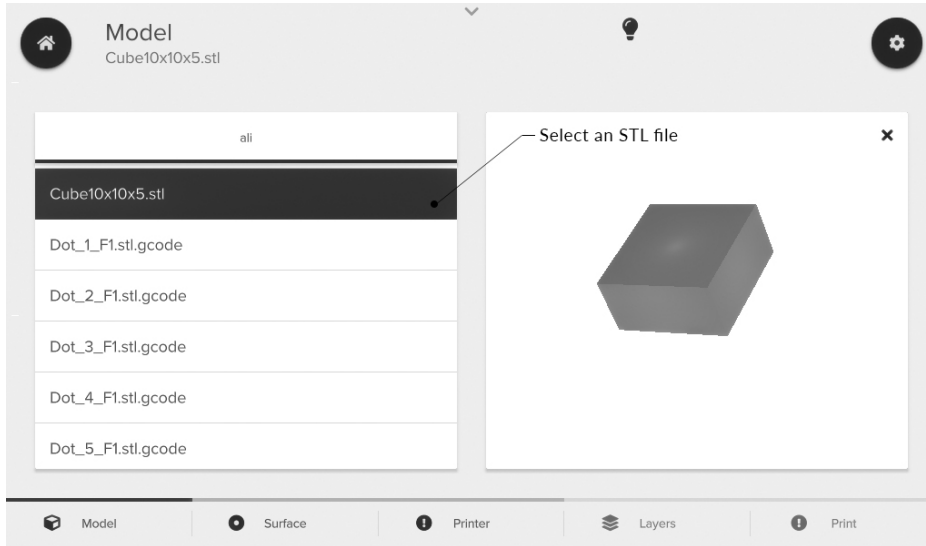 Model
Cube10x10x5.stl
ali
Cube10x10x5.stl
Dot_1_F1.stl.gcode
Dot_2_F1.stl.gcode
Dot_3_F1.stl.gcode
Dot_4_F1.stl.gcode
Dot_5_F1.stl.gcode
Select an STL file
Model
Surface
Printer
Layers
Print